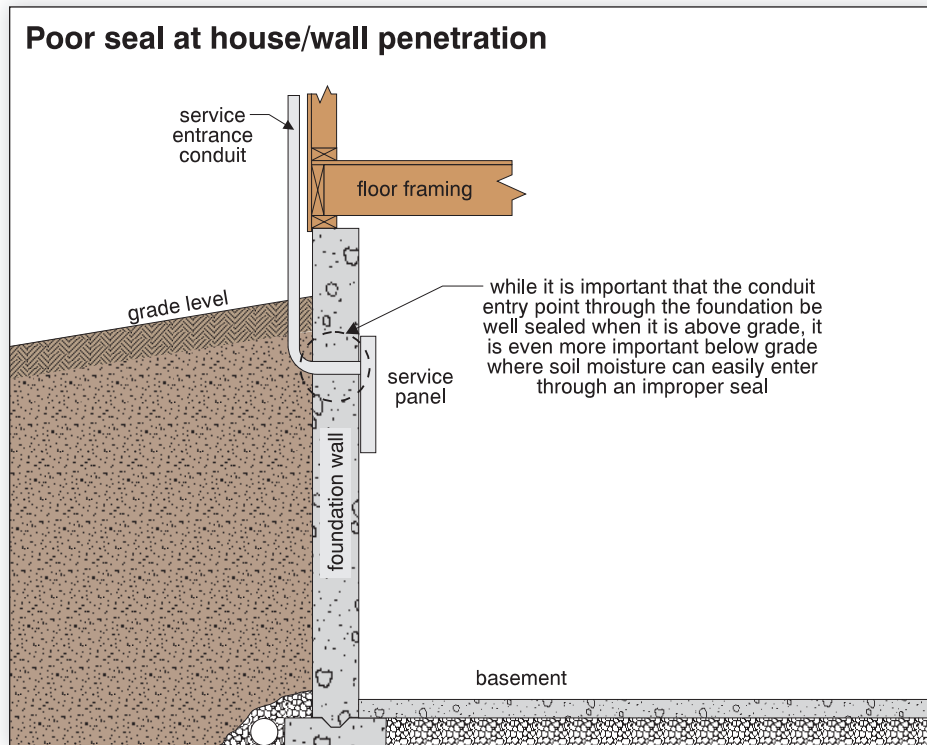 Poor seal at house/wall penetration
service
entrance
conduit
floor framing
grade level
while it is important that the conduit
entry point through the foundation be
well sealed when it is above grade, it
is even more important below grade
where soil moisture can easily enter
through an improper seal
service
panel
foundation wall
basement